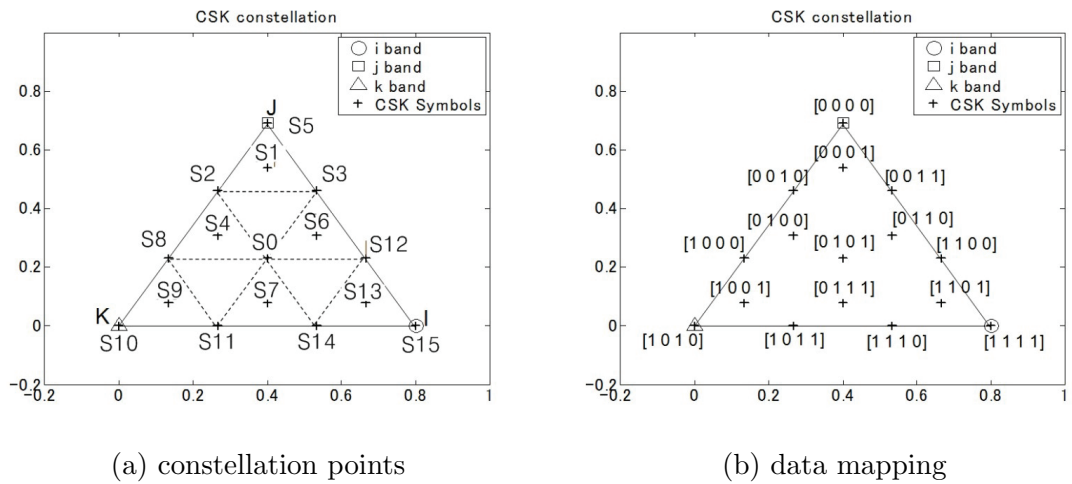 CSK constellation
i band
j band
k band
CSK Symbols
0.8
0.6
0.4
0.2
0
-0.2
-0.2 0 0.2 0.4 0.6 0.8 1
J
S5
S1
S2 S3
S4 S6
S8 S0 S12
S9 S7 S13
K I
S10 S11 S14 S15
(a) constellation points
CSK constellation
i band
j band
k band
CSK Symbols
0.8
0.6
0.4
0.2
0
-0.2
-0.2 0 0.2 0.4 0.6 0.8 1
[0 0 0 0]
[0 0 0 1]
[0 0 1 0] [0 0 1 1]
[0 1 0 0] [0 1 1 0]
[1 0 0 0] [0 1 0 1] [1 1 0 0]
[1 0 0 1] [0 1 1 1] [1 1 0 1]
[1 0 1 0] [1 0 1 1] [1 1 1 0] [1 1 1 1]
(b) data mapping